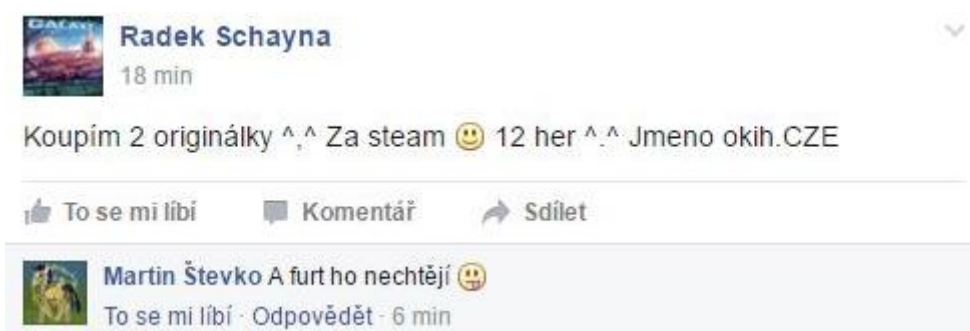 GALAXY
Radek Schayna
18 min
Koupím 2 originálky ^,^ Za steam 🙂 12 her ^.^ Jmeno okih.CZE
To se mi líbí Komentář Sdílet
Martin Števko A furt ho nechtějí 😛
To se mi líbí · Odpovědět · 6 min